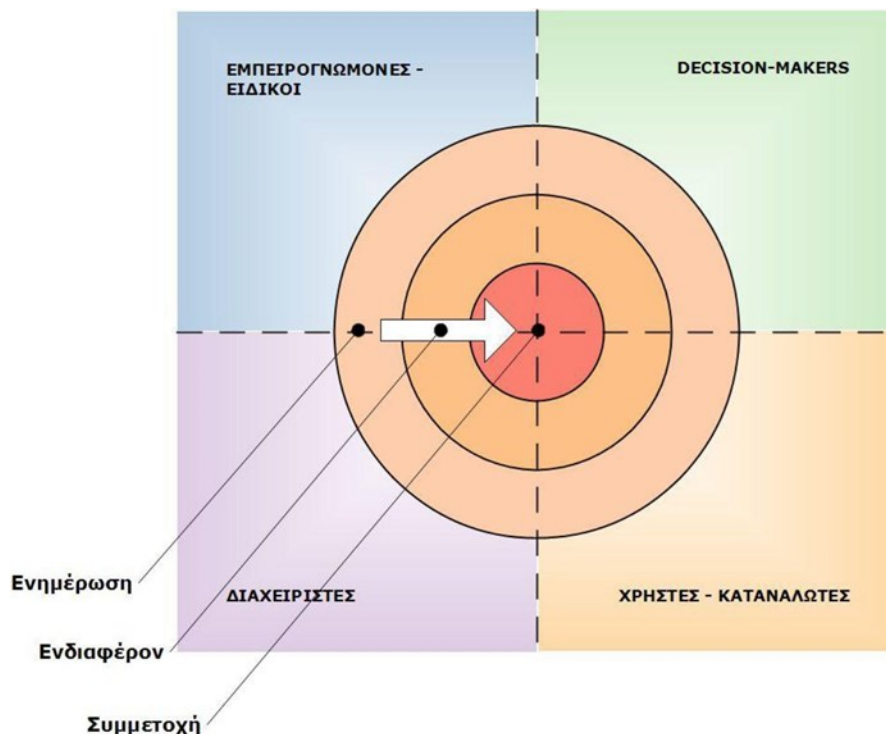 ΕΜΠΕΙΡΟΓΝΩΜΟΝΕΣ -
ΕΙΔΙΚΟΙ
DECISION-MAKERS
ΔΙΑΧΕΙΡΙΣΤΕΣ
ΧΡΗΣΤΕΣ - ΚΑΤΑΝΑΛΩΤΕΣ
Ενημέρωση
Ενδιαφέρον
Συμμετοχή